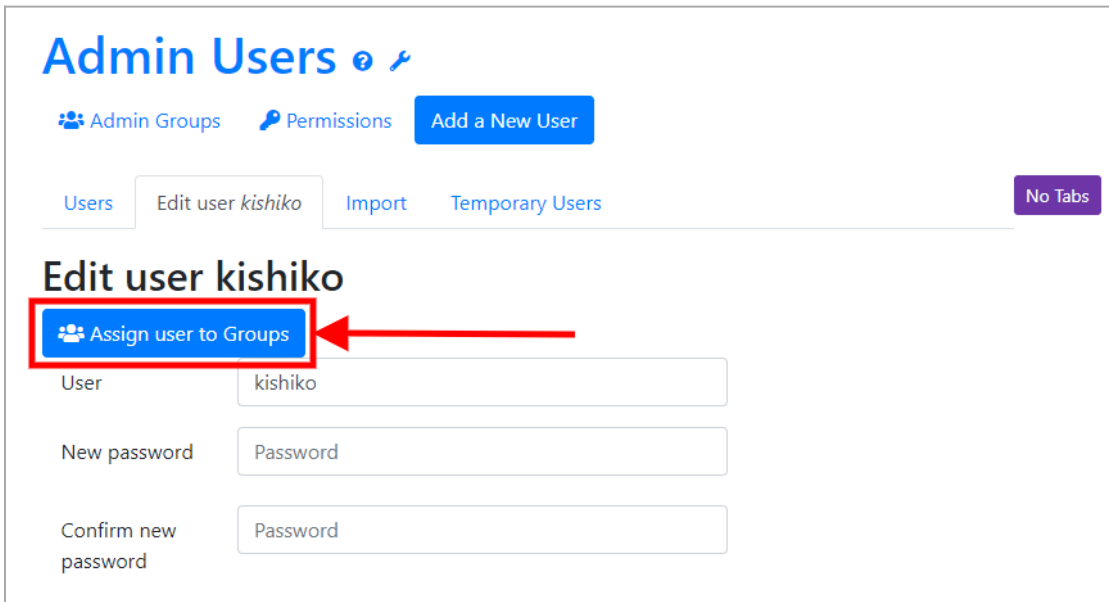 Admin Users
Admin Groups Permissions Add a New User
Users Edit user kishiko Import Temporary Users No Tabs
Edit user kishiko
Assign user to Groups
User kishiko
New password Password
Confirm new password Password